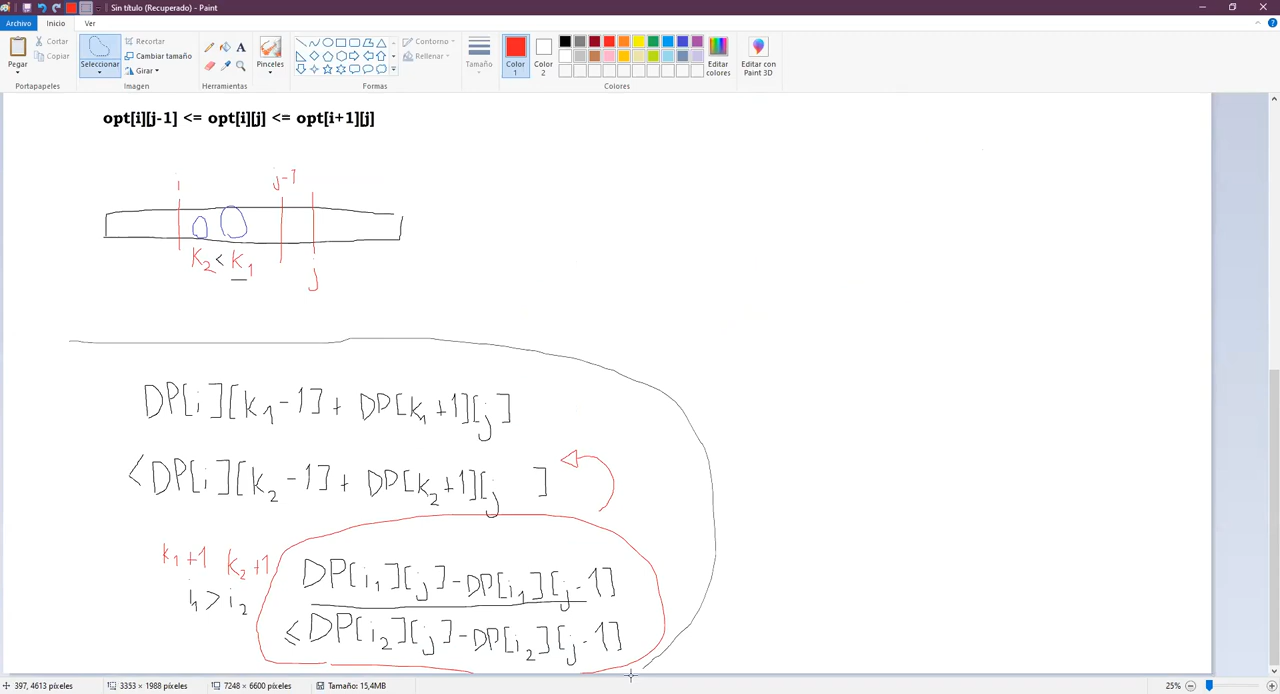 Sin título (Recuperado) - Paint
Archivo Inicio Ver
Pegar
Cortar
Copiar
Portapapeles
Seleccionar
Recortar
Cambiar tamaño
Girar
Imagen
A
Herramientas
Pinceles
Contorno
Rellenar
Formas
Tamaño
Color 1
Color 2
Editar colores
Editar con Paint 3D
Colores
opt[i][j-1] <= opt[i][j] <= opt[i+1][j]
i j-1
K2 < K1 j
DP[i][k1-1] + DP[k1+1][j]
<DP[i][k2-1] + DP[k2+1][j ]
k1+1 k2+1
i1 > i2
DP[i1][j]-DP[i1][j-1]
≤ DP[i2][j]-DP[i2][j-1]
397, 4613 píxeles 3353 × 1988 píxeles 7248 × 6600 píxeles Tamaño: 15,4MB 25%